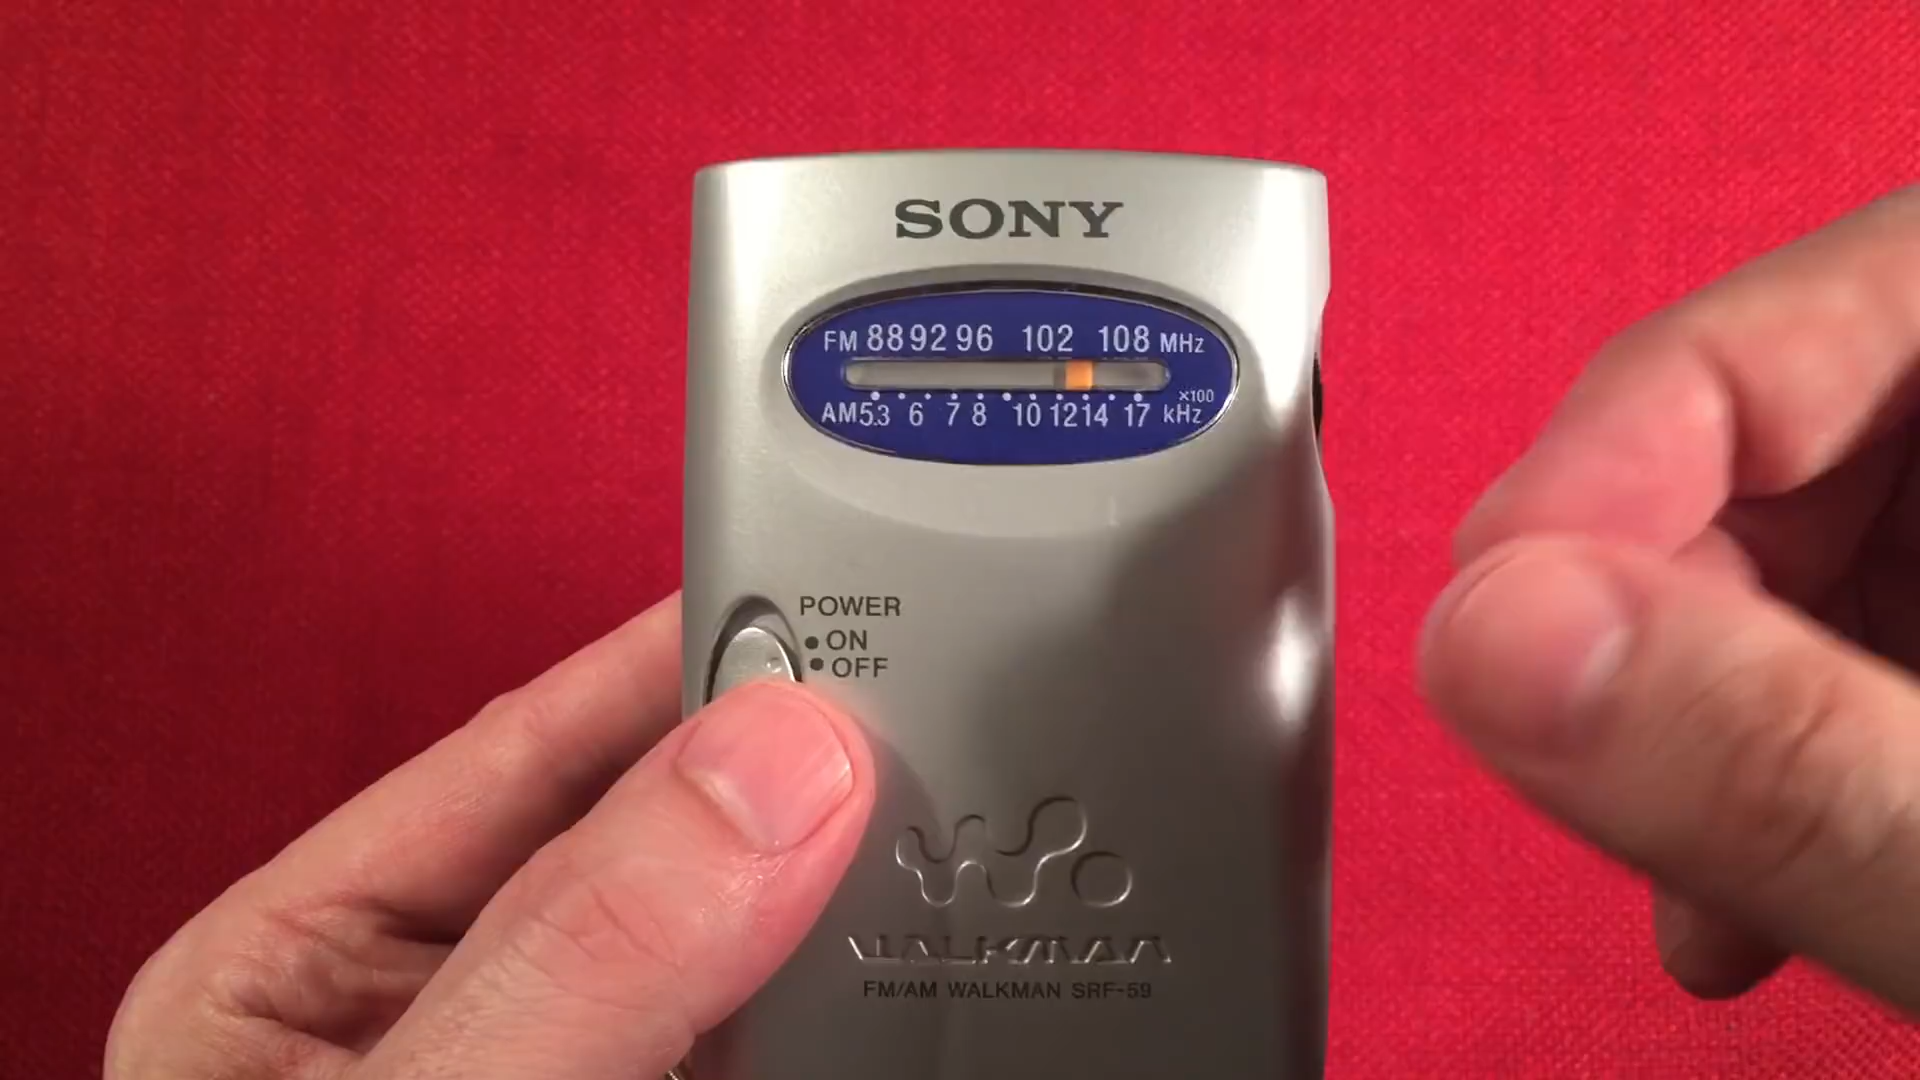 SONY
FM 88 92 96 102 108 MHz
×100
AM 5.3 6 7 8 10 12 14 17 kHz
POWER
ON
OFF
WALKMAN
FM/AM WALKMAN SRF-59